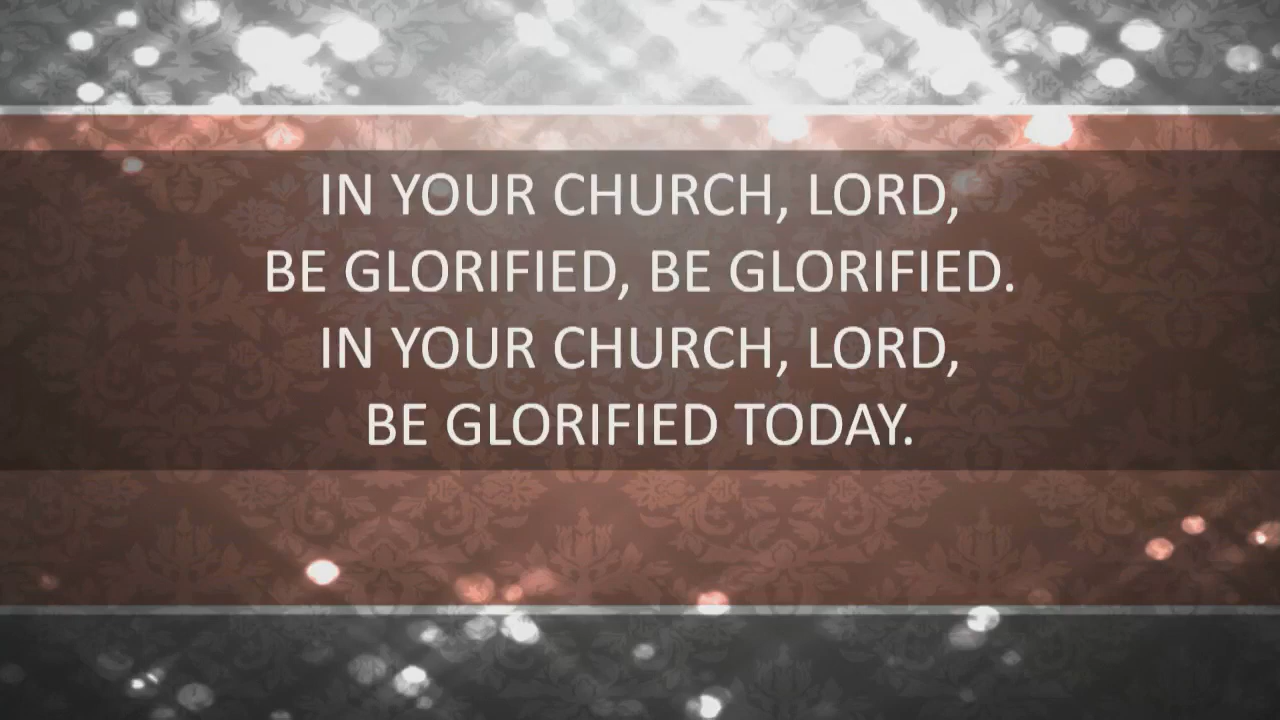 IN YOUR CHURCH, LORD,
BE GLORIFIED, BE GLORIFIED.
IN YOUR CHURCH, LORD,
BE GLORIFIED TODAY.